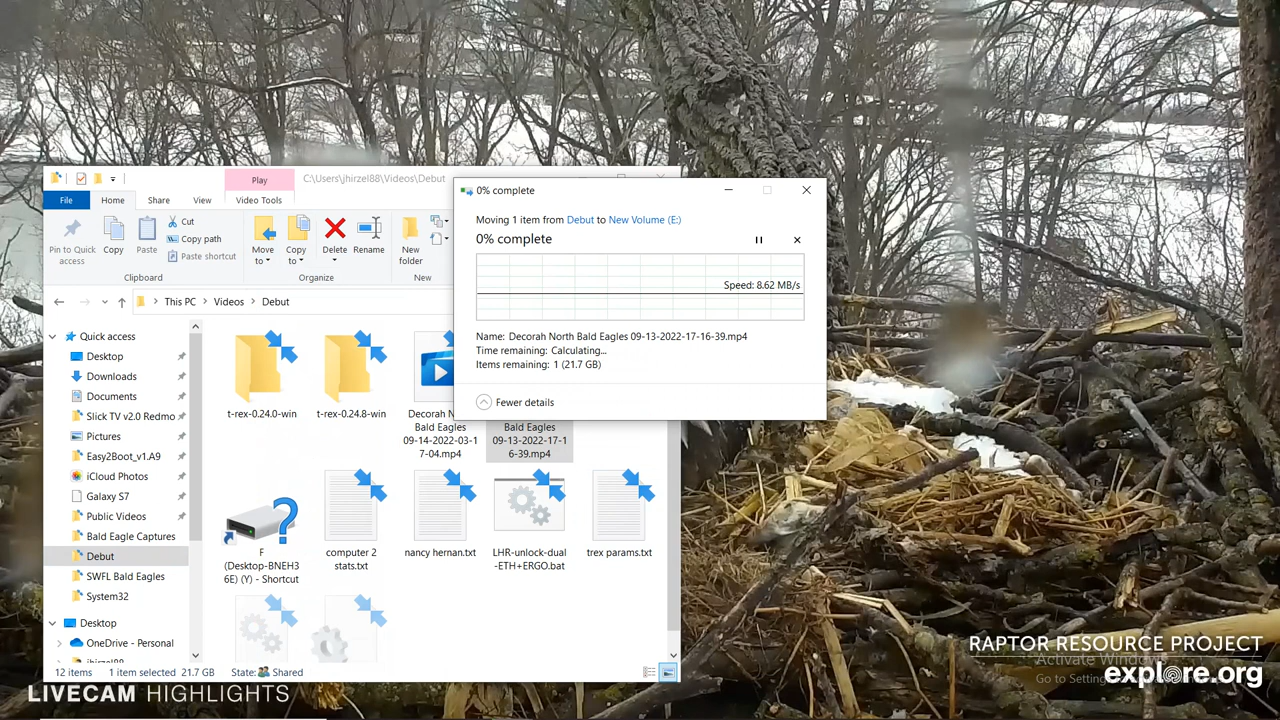 Play
C:\Users\jhirzel88\Videos\Debut
File
Home
Share
View
Video Tools
Pin to Quick
access
Copy
Paste
Cut
Copy path
Paste shortcut
Clipboard
Move
to
Copy
to
Delete
Rename
Organize
New
folder
New
This PC
Videos
Debut
Quick access
Desktop
Downloads
Documents
Slick TV v2.0 Redmo
Pictures
Easy2Boot_v1.A9
iCloud Photos
Galaxy S7
Public Videos
Bald Eagle Captures
Debut
SWFL Bald Eagles
System32
Desktop
OneDrive - Personal
jhirzel88
t-rex-0.24.0-win
t-rex-0.24.8-win
Decorah N
Bald Eagles
09-14-2022-03-1
7-04.mp4
Bald Eagles
09-13-2022-17-1
6-39.mp4
F
(Desktop-BNEH3
6E) (Y) - Shortcut
computer 2
stats.txt
nancy hernan.txt
LHR-unlock-dual
-ETH+ERGO.bat
trex params.txt
12 items
1 item selected 21.7 GB
State: Shared
0% complete
Moving 1 item from Debut to New Volume (E:)
0% complete
Speed: 8.62 MB/s
Name: Decorah North Bald Eagles 09-13-2022-17-16-39.mp4
Time remaining: Calculating...
Items remaining: 1 (21.7 GB)
Fewer details
RAPTOR RESOURCE PROJECT
Activate Windows
Go to Setting
explore.org
LIVECAM HIGHLIGHTS